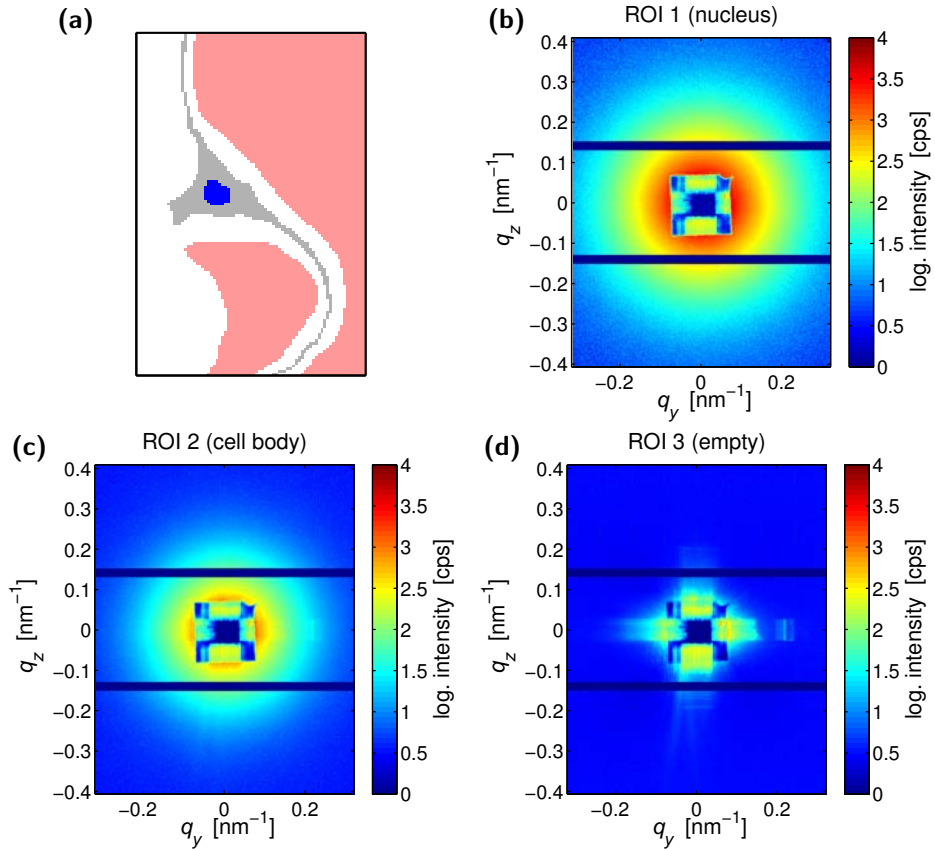 (a)
(b)
ROI 1 (nucleus)
0.4
0.3
0.2
0.1
0
−0.1
−0.2
−0.3
−0.4
q_z [nm⁻¹]
−0.2 0 0.2
q_y [nm⁻¹]
4
3.5
3
2.5
2
1.5
1
0.5
0
log. intensity [cps]
(c)
ROI 2 (cell body)
0.4
0.3
0.2
0.1
0
−0.1
−0.2
−0.3
−0.4
q_z [nm⁻¹]
−0.2 0 0.2
q_y [nm⁻¹]
4
3.5
3
2.5
2
1.5
1
0.5
0
log. intensity [cps]
(d)
ROI 3 (empty)
0.4
0.3
0.2
0.1
0
−0.1
−0.2
−0.3
−0.4
q_z [nm⁻¹]
−0.2 0 0.2
q_y [nm⁻¹]
4
3.5
3
2.5
2
1.5
1
0.5
0
log. intensity [cps]